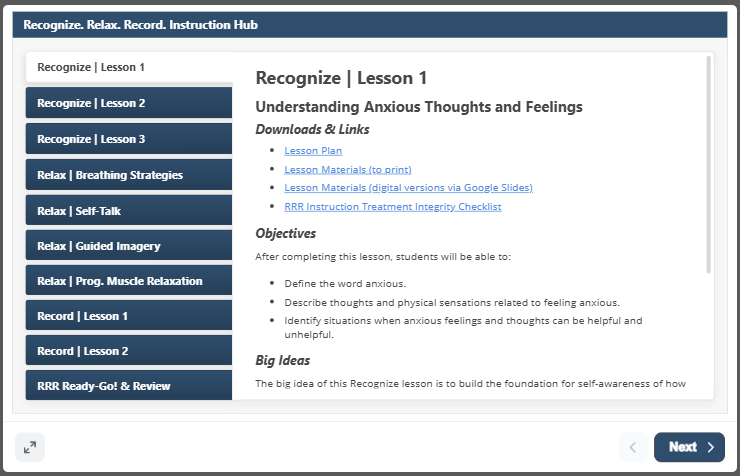 Recognize. Relax. Record. Instruction Hub
Recognize | Lesson 1
Recognize | Lesson 2
Recognize | Lesson 3
Relax | Breathing Strategies
Relax | Self-Talk
Relax | Guided Imagery
Relax | Prog. Muscle Relaxation
Record | Lesson 1
Record | Lesson 2
RRR Ready-Go! & Review
Recognize | Lesson 1
Understanding Anxious Thoughts and Feelings
Downloads & Links
• Lesson Plan
• Lesson Materials (to print)
• Lesson Materials (digital versions via Google Slides)
• RRR Instruction Treatment Integrity Checklist
Objectives
After completing this lesson, students will be able to:
• Define the word anxious.
• Describe thoughts and physical sensations related to feeling anxious.
• Identify situations when anxious feelings and thoughts can be helpful and
unhelpful.
Big Ideas
The big idea of this Recognize lesson is to build the foundation for self-awareness of how
Next